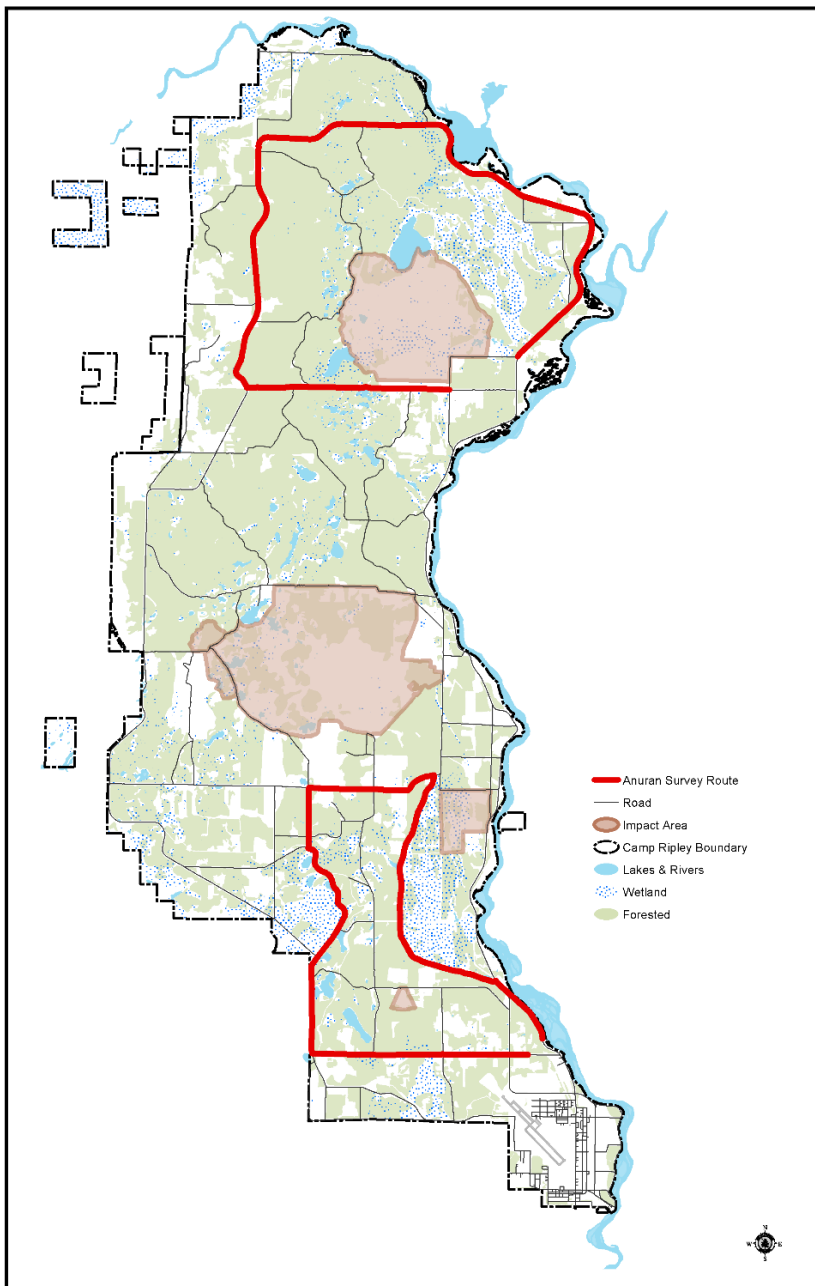 Anuran Survey Route
Road
Impact Area
Camp Ripley Boundary
Lakes & Rivers
Wetland
Forested
N
W E
S